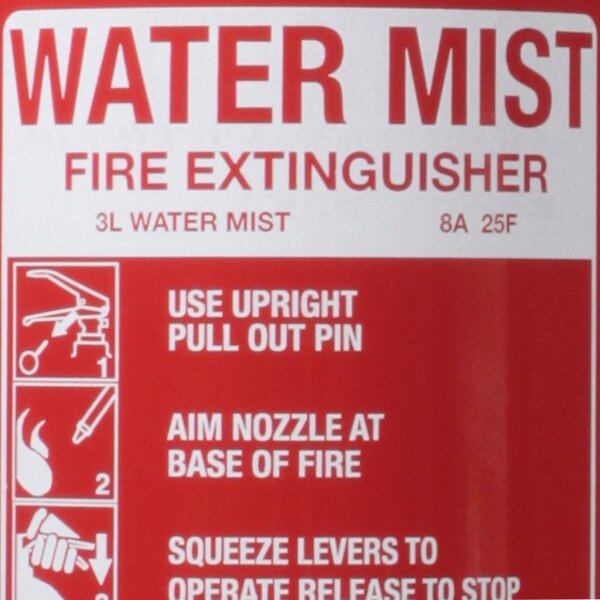 WATER MIST
FIRE EXTINGUISHER
3L WATER MIST 8A 25F
USE UPRIGHT
PULL OUT PIN
1
AIM NOZZLE AT
BASE OF FIRE
2
SQUEEZE LEVERS TO
OPERATE RELEASE TO STOP
3